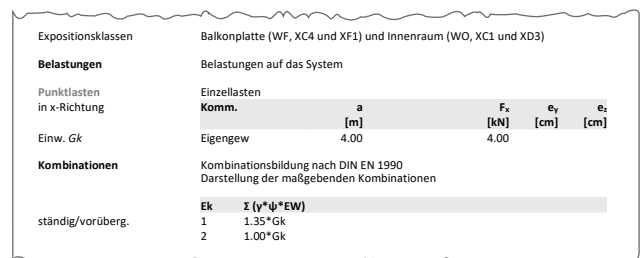 Expositionsklassen Balkonplatte (WF, XC4 und XF1) und Innenraum (WO, XC1 und XD3)
Belastungen Belastungen auf das System
Punktlasten Einzellasten
in x-Richtung Komm. a Fx ey ez
[m] [kN] [cm] [cm]
Einw. Gk Eigengew 4.00 4.00
Kombinationen Kombinationsbildung nach DIN EN 1990
Darstellung der maßgebenden Kombinationen
Ek Σ (γ*ψ*EW)
ständig/vorüberg. 1 1.35*Gk
2 1.00*Gk